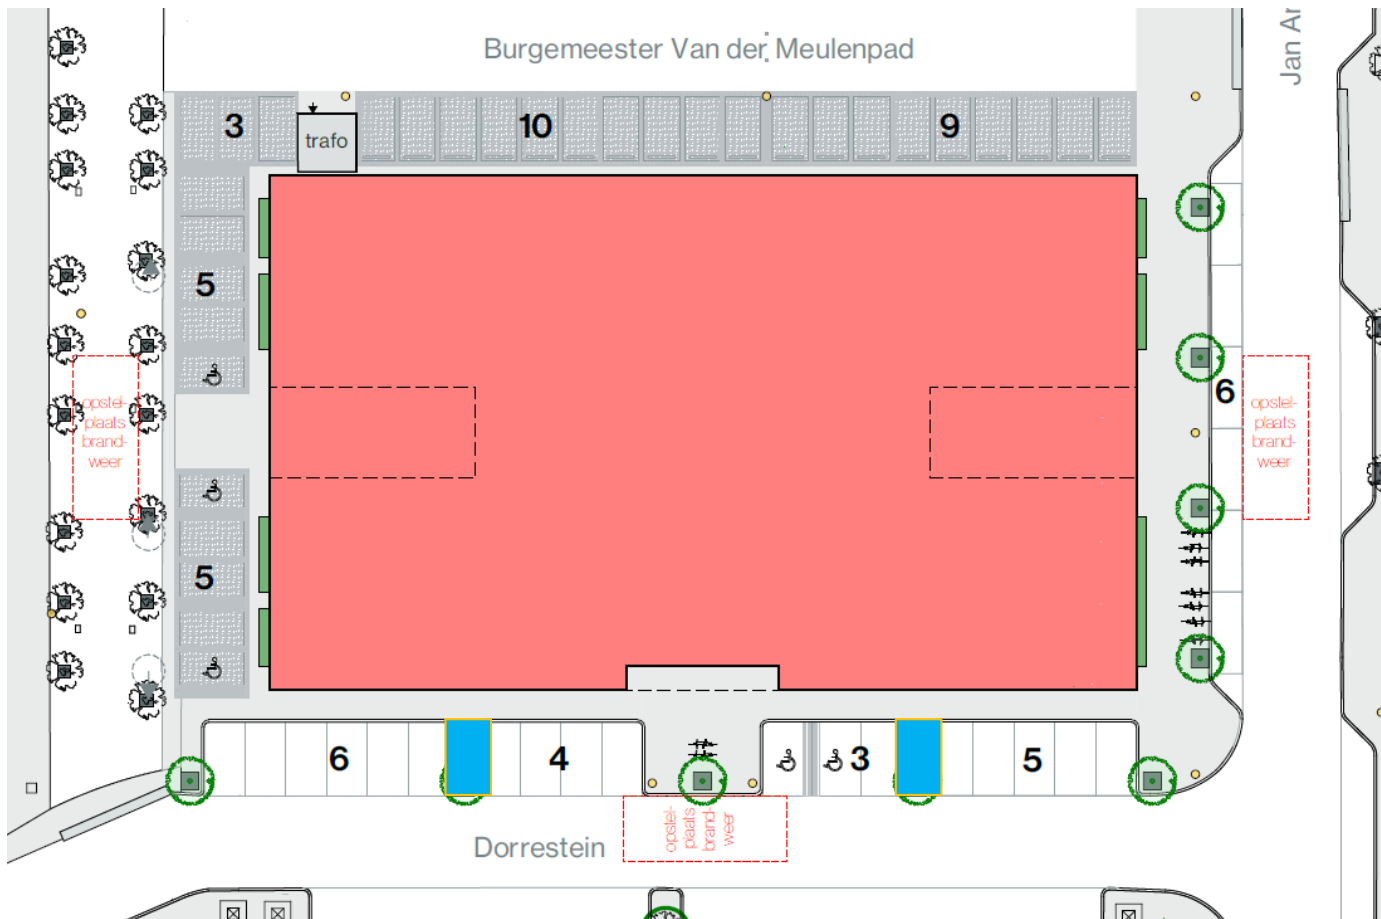 Burgemeester Van der Meulenpad
Jan Ar
3
trafo
10
9
5
6
opstel-
plaats
brand-
weer
opstel-
plaats
brand-
weer
5
6
4
3
5
opstel-
plaats
brand-
weer
Dorrestein